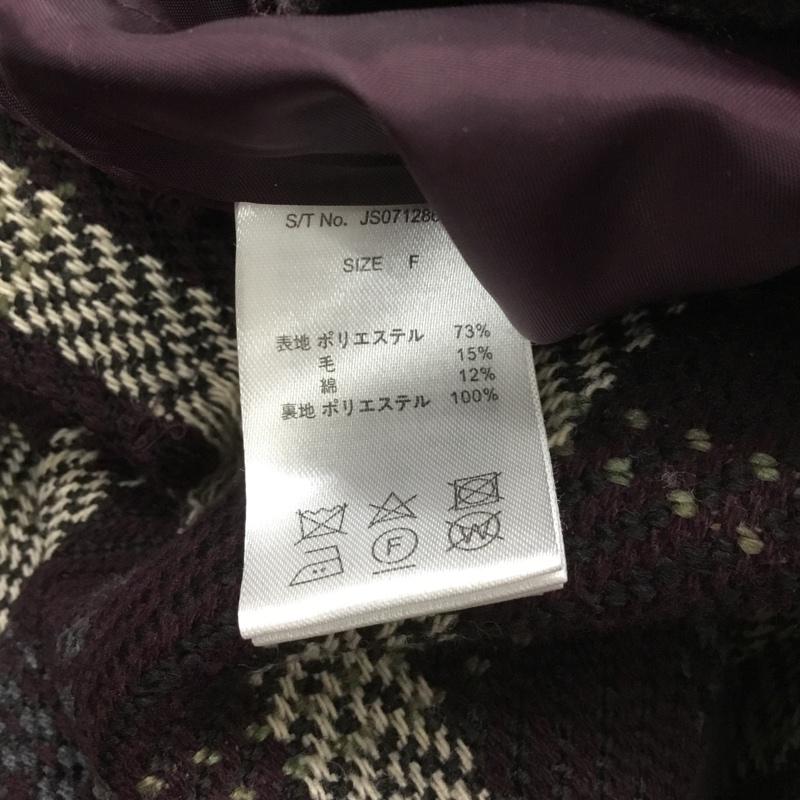 S/T No. JS07128
SIZE F
表地 ポリエステル 73%
毛 15%
綿 12%
裏地 ポリエステル 100%
F
W